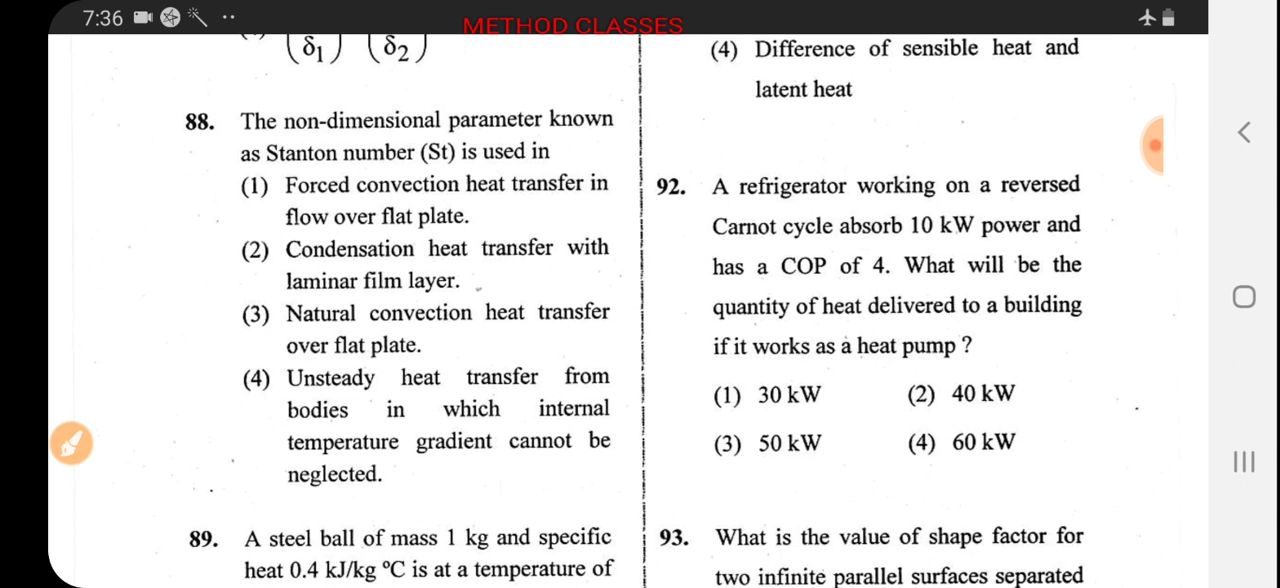 7:36
METHOD CLASSES
( δ1 ) ( δ2 )
88. The non-dimensional parameter known
as Stanton number (St) is used in
(1) Forced convection heat transfer in
flow over flat plate.
(2) Condensation heat transfer with
laminar film layer.
(3) Natural convection heat transfer
over flat plate.
(4) Unsteady heat transfer from
bodies in which internal
temperature gradient cannot be
neglected.
89. A steel ball of mass 1 kg and specific
heat 0.4 kJ/kg ºC is at a temperature of
(4) Difference of sensible heat and
latent heat
92. A refrigerator working on a reversed
Carnot cycle absorb 10 kW power and
has a COP of 4. What will be the
quantity of heat delivered to a building
if it works as a heat pump ?
(1) 30 kW (2) 40 kW
(3) 50 kW (4) 60 kW
93. What is the value of shape factor for
two infinite parallel surfaces separated